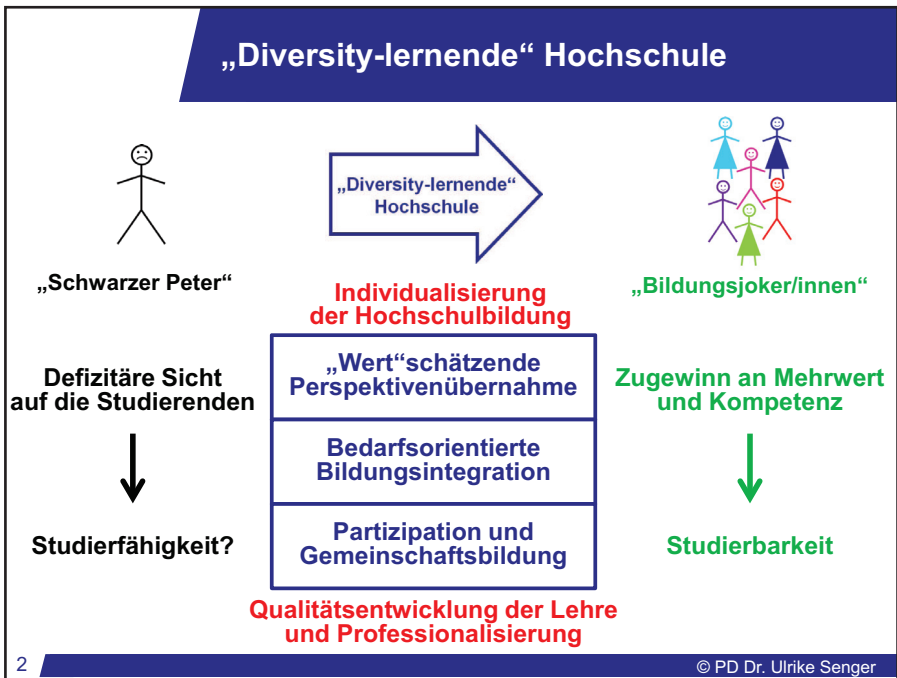 „Diversity-lernende“ Hochschule
„Diversity-lernende“
Hochschule
„Schwarzer Peter“
„Bildungsjoker/innen“
Individualisierung
der Hochschulbildung
Defizitäre Sicht
auf die Studierenden
„Wert“schätzende
Perspektivenübernahme
Zugewinn an Mehrwert
und Kompetenz
Bedarfsorientierte
Bildungsintegration
Studierfähigkeit?
Partizipation und
Gemeinschaftsbildung
Studierbarkeit
Qualitätsentwicklung der Lehre
und Professionalisierung
2
© PD Dr. Ulrike Senger